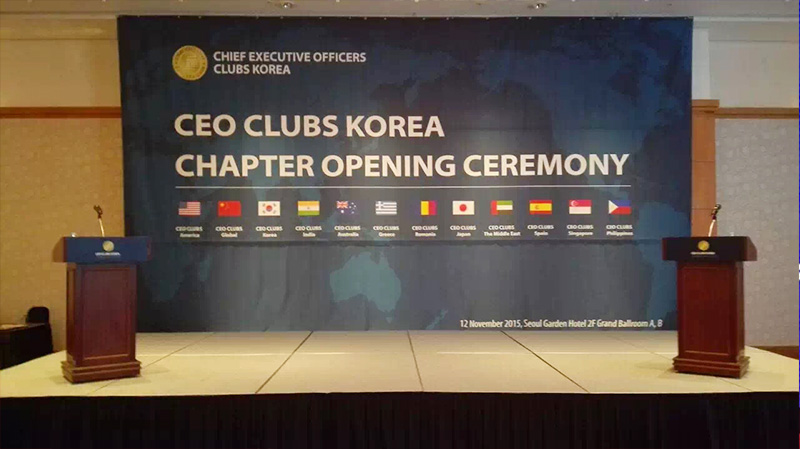 CHIEF EXECUTIVE OFFICERS
CLUBS KOREA
CEO CLUBS KOREA
CHAPTER OPENING CEREMONY
CEO CLUBS
America
CEO CLUBS
Global
CEO CLUBS
Korea
CEO CLUBS
India
CEO CLUBS
Australia
CEO CLUBS
Greece
CEO CLUBS
Romania
CEO CLUBS
Japan
CEO CLUBS
The Middle East
CEO CLUBS
Spain
CEO CLUBS
Singapore
CEO CLUBS
Philippines
12 November 2015, Seoul Garden Hotel 2F Grand Ballroom A, B